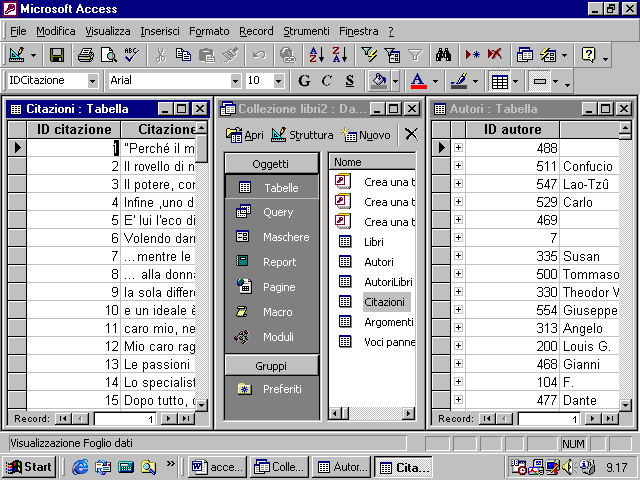 Microsoft Access
File Modifica Visualizza Inserisci Formato Record Strumenti Finestra ?
IDCitazione Arial 10 G C S
Citazioni : Tabella
ID citazione Citazione
1 "Perché il m
2 Il rovello di n
3 Il potere, con
4 Infine ,uno d
5 E' lui l'eco di
6 Volendo dari
7 ...mentre le
8 ... alla donna
9 la sola differe
10 e un ideale è
11 caro mio, ne
12 Mio caro rag
13 Le passioni
14 Lo specialist
15 Dopo tutto, c
Record: 1
Collezione libri2 : Da...
Apri Struttura Nuovo
Oggetti
Tabelle
Query
Maschere
Report
Pagine
Macro
Moduli
Gruppi
Preferiti
Nome
Crea una t
Crea una t
Crea una t
Libri
Autori
AutoriLibri
Citazioni
Argomenti
Voci panne
Autori : Tabella
ID autore
488
511 Confucio
547 Lao-Tzû
529 Carlo
469
7
335 Susan
500 Tommaso
330 Theodor W
554 Giuseppe
313 Angelo
200 Louis G.
468 Gianni
104 F.
477 Dante
Record: 1
Visualizzazione Foglio dati NUM
Start » acce... Colle... Autor... Cita... 9.17